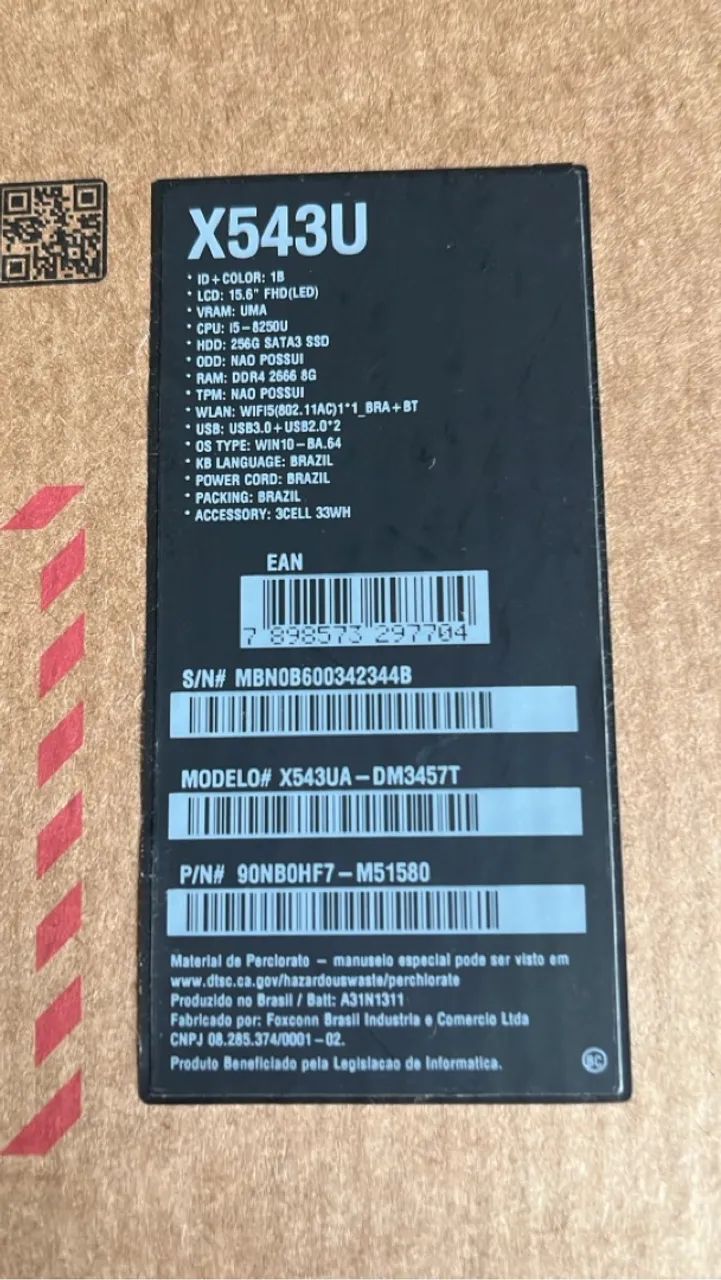 X543U
* ID+COLOR: 1B
* LCD: 15.6" FHD(LED)
* VRAM: UMA
* CPU: I5-8250U
* HDD: 256G SATA3 SSD
* ODD: NAO POSSUI
* RAM: DDR4 2666 8G
* TPM: NAO POSSUI
* WLAN: WIFI5(802.11AC)1*1_BRA+BT
* USB: USB3.0+USB2.0*2
* OS TYPE: WIN10-BA.64
* KB LANGUAGE: BRAZIL
* POWER CORD: BRAZIL
* PACKING: BRAZIL
* ACCESSORY: 3CELL 33WH
EAN
7 898573 297704
S/N# MBN0B600342344B
MODELO# X543UA-DM3457T
P/N# 90NB0HF7-M51580
Material de Perclorato - manuseio especial pode ser visto em
www.dtsc.ca.gov/hazardouswaste/perchlorate
Produzido no Brasil / Batt: A31N1311
Fabricado por: Foxconn Brasil Industria e Comercio Ltda
CNPJ 08.285.374/0001-02.
Produto Beneficiado pela Legislacao de Informatica.
BC